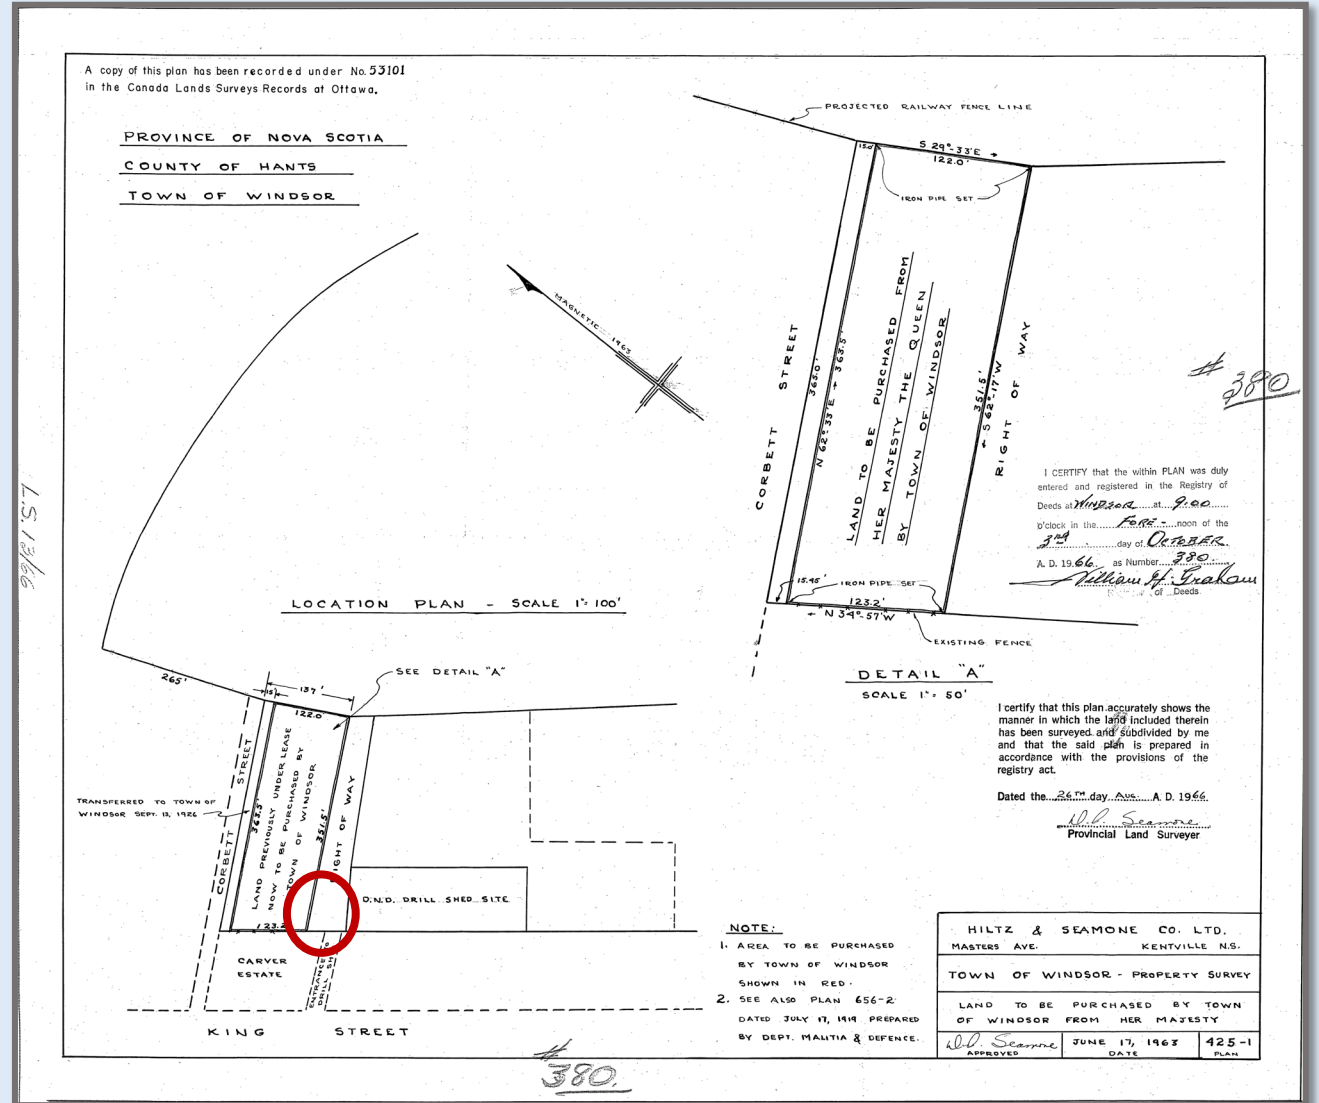 A copy of this plan has been recorded under No. 53101
in the Canada Lands Surveys Records at Ottawa.
PROVINCE OF NOVA SCOTIA
COUNTY OF HANTS
TOWN OF WINDSOR
PROJECTED RAILWAY FENCE LINE
15.0'
S 29°-33'E
122.0'
IRON PIPE SET
MAGNETIC 1963
CORBETT STREET
365.0'
N 62°-33'E 363.5'
LAND TO BE PURCHASED FROM
HER MAJESTY THE QUEEN
BY TOWN OF WINDSOR
351.5'
S 62°-17'W
RIGHT OF WAY
# 380
I CERTIFY that the within PLAN was duly
entered and registered in the Registry of
Deeds at WINDSOR at 9:00
o'clock in the FORE - noon of the
3RD day of OCTOBER
A. D. 1966 as Number 380.
William H. Graham
of Deeds
L.S. 13/66
15.45' IRON PIPE SET
123.2'
N 34°-57'W
EXISTING FENCE
DETAIL "A"
SCALE 1"= 50'
LOCATION PLAN - SCALE 1"= 100'
SEE DETAIL "A"
265'
15'
137'
122.0'
CORBETT STREET
TRANSFERRED TO TOWN OF
WINDSOR SEPT. 13, 1926
363.5'
LAND PREVIOUSLY UNDER LEASE
NOW TO BE PURCHASED BY
TOWN OF WINDSOR
351.5'
RIGHT OF WAY
D.N.D. DRILL SHED SITE
123.2
CARVER
ESTATE
ENTRANCE
DRILL
KING STREET
I certify that this plan accurately shows the
manner in which the land included therein
has been surveyed and subdivided by me
and that the said plan is prepared in
accordance with the provisions of the
registry act.
Dated the 26TH day AUG. A. D. 1966
D.D. Seamone
Provincial Land Surveyor
NOTE:
1. AREA TO BE PURCHASED
BY TOWN OF WINDSOR
SHOWN IN RED.
2. SEE ALSO PLAN 656-2
DATED JULY 17, 1919 PREPARED
BY DEPT. MALITIA & DEFENCE.
HILTZ & SEAMONE CO. LTD.
MASTERS AVE. KENTVILLE N.S.
TOWN OF WINDSOR - PROPERTY SURVEY
LAND TO BE PURCHASED BY TOWN
OF WINDSOR FROM HER MAJESTY
D.D. Seamone
APPROVED
JUNE 17, 1963
DATE
425-1
PLAN
# 380.